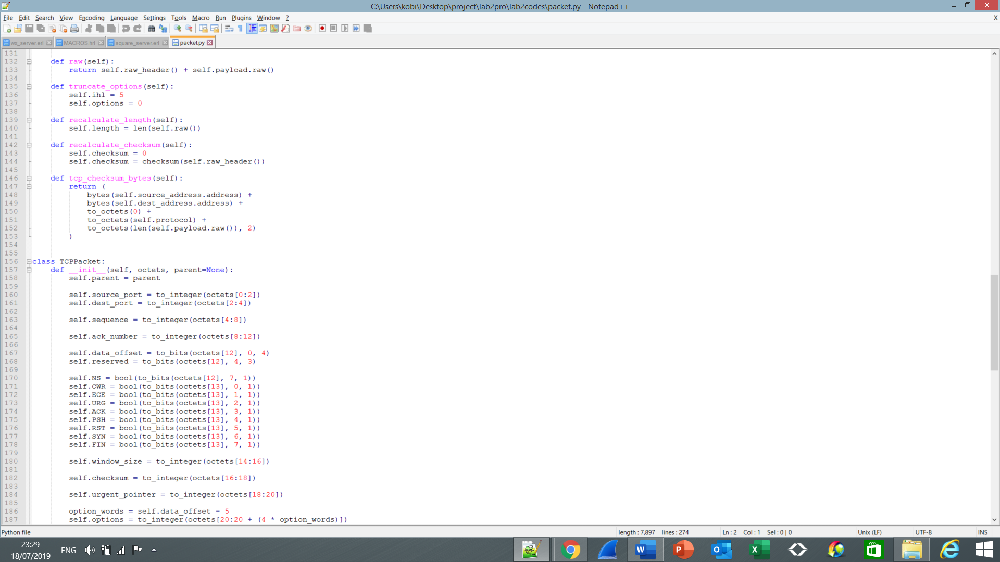 C:\Users\kobi\Desktop\project\lab2pro\lab2codes\packet.py - Notepad++
File Edit Search View Encoding Language Settings Tools Macro Run Plugins Window ? X
wx_server.erl MACROS.hrl square_server.erl packet.py
131
132 def raw(self):
133 return self.raw_header() + self.payload.raw()
134
135 def truncate_options(self):
136 self.ihl = 5
137 self.options = 0
138
139 def recalculate_length(self):
140 self.length = len(self.raw())
141
142 def recalculate_checksum(self):
143 self.checksum = 0
144 self.checksum = checksum(self.raw_header())
145
146 def tcp_checksum_bytes(self):
147 return (
148 bytes(self.source_address.address) +
149 bytes(self.dest_address.address) +
150 to_octets(0) +
151 to_octets(self.protocol) +
152 to_octets(len(self.payload.raw()), 2)
153 )
154
155
156 class TCPPacket:
157 def __init__(self, octets, parent=None):
158 self.parent = parent
159
160 self.source_port = to_integer(octets[0:2])
161 self.dest_port = to_integer(octets[2:4])
162
163 self.sequence = to_integer(octets[4:8])
164
165 self.ack_number = to_integer(octets[8:12])
166
167 self.data_offset = to_bits(octets[12], 0, 4)
168 self.reserved = to_bits(octets[12], 4, 3)
169
170 self.NS = bool(to_bits(octets[12], 7, 1))
171 self.CWR = bool(to_bits(octets[13], 0, 1))
172 self.ECE = bool(to_bits(octets[13], 1, 1))
173 self.URG = bool(to_bits(octets[13], 2, 1))
174 self.ACK = bool(to_bits(octets[13], 3, 1))
175 self.PSH = bool(to_bits(octets[13], 4, 1))
176 self.RST = bool(to_bits(octets[13], 5, 1))
177 self.SYN = bool(to_bits(octets[13], 6, 1))
178 self.FIN = bool(to_bits(octets[13], 7, 1))
179
180 self.window_size = to_integer(octets[14:16])
181
182 self.checksum = to_integer(octets[16:18])
183
184 self.urgent_pointer = to_integer(octets[18:20])
185
186 option_words = self.data_offset - 5
187 self.options = to_integer(octets[20:20 + (4 * option_words)])
Python file length : 7,897 lines : 274 Ln : 2 Col : 1 Sel : 0 | 0 Unix (LF) UTF-8 INS
23:29
ENG
18/07/2019